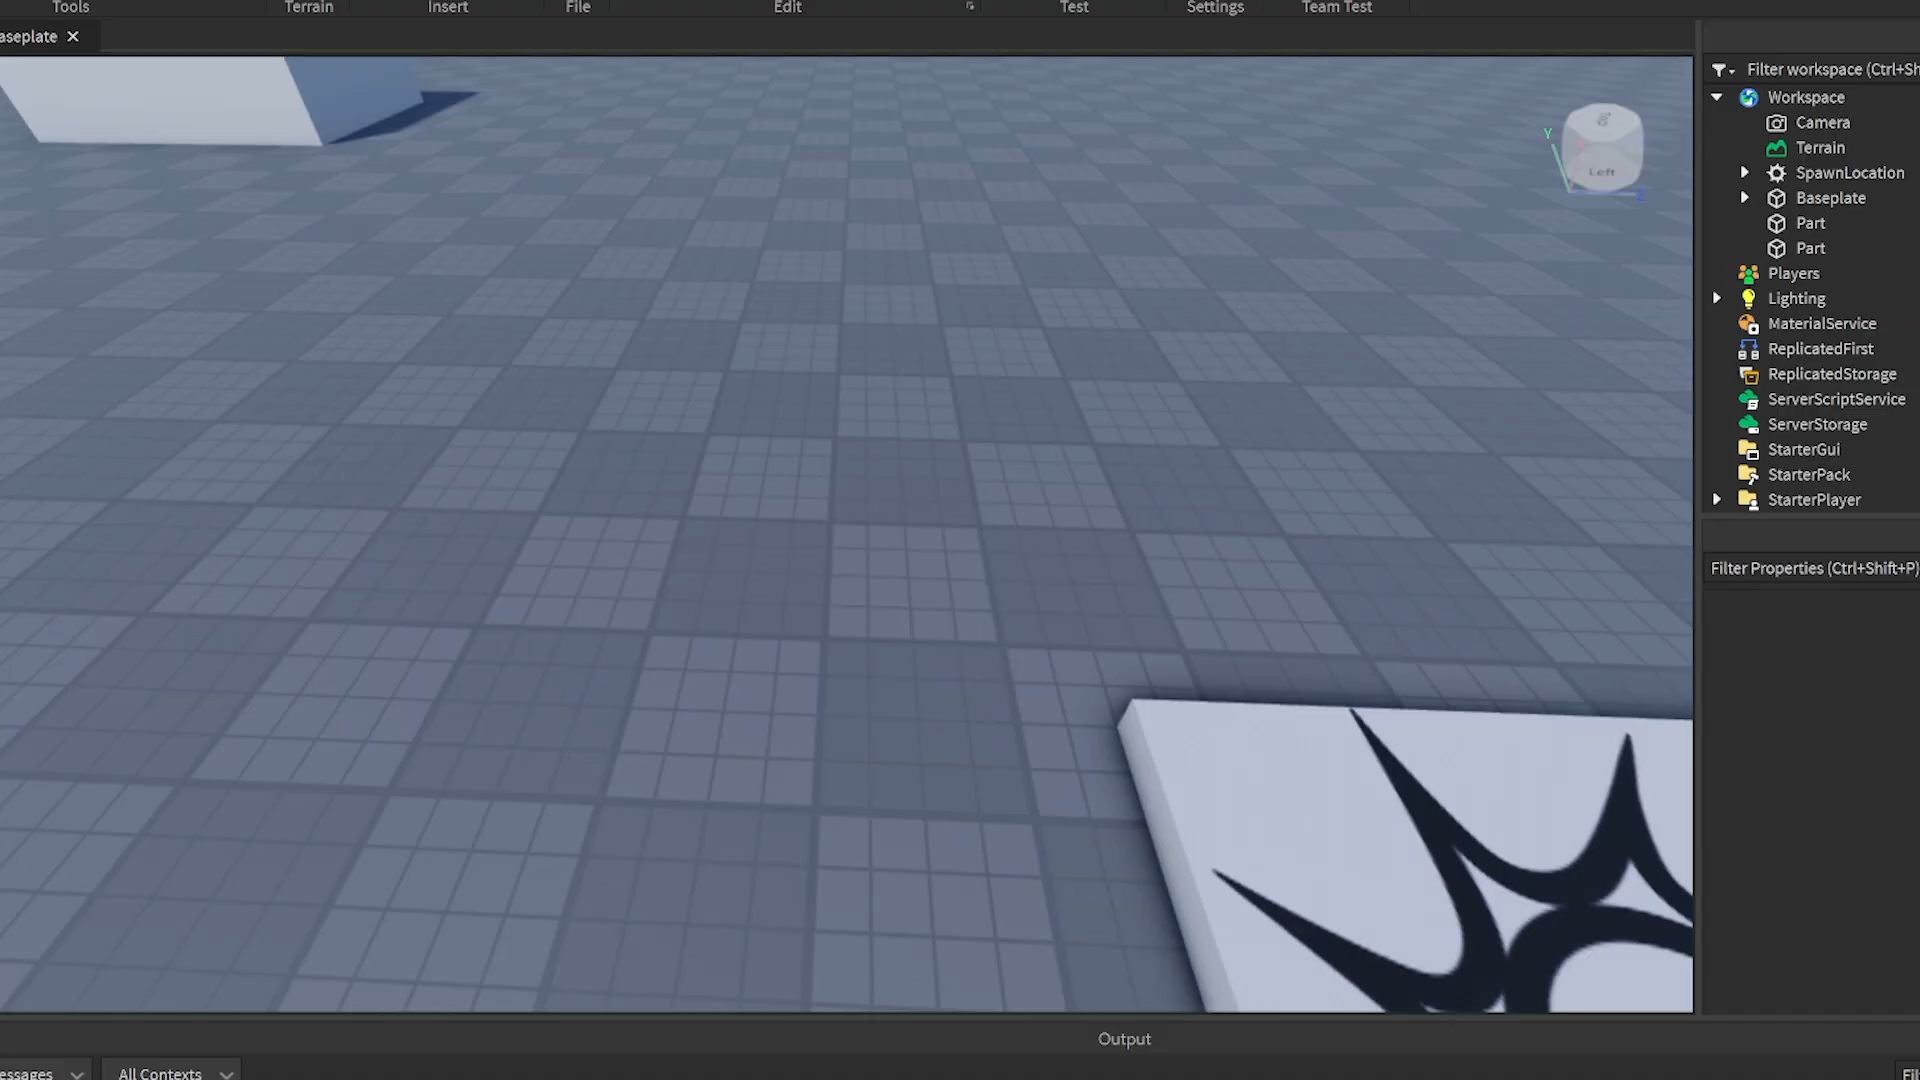 Tools Terrain Insert File Edit Test Settings Team Test
aseplate
Filter workspace (Ctrl+Sh
Workspace
Camera
Terrain
SpawnLocation
Baseplate
Part
Part
Players
Lighting
MaterialService
ReplicatedFirst
ReplicatedStorage
ServerScriptService
ServerStorage
StarterGui
StarterPack
StarterPlayer
Y
Left
Z
Filter Properties (Ctrl+Shift+P)
Output
essages All Contexts Fil